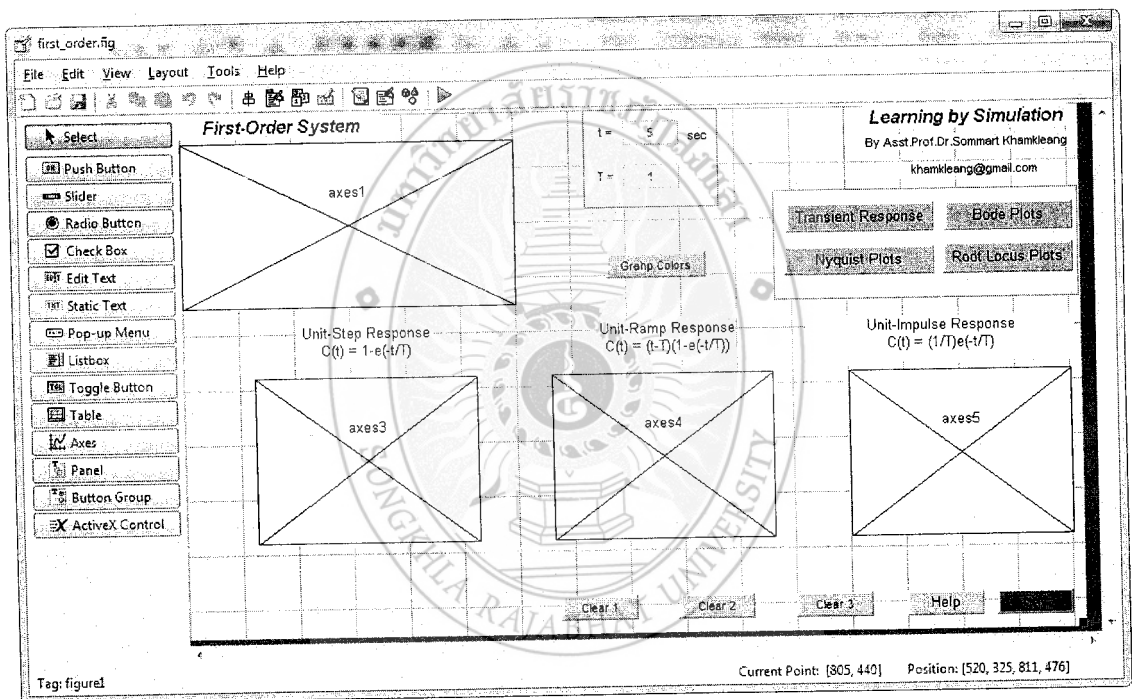 first_order.fig
File Edit View Layout Tools Help
Select
Push Button
Slider
Radio Button
Check Box
Edit Text
Static Text
Pop-up Menu
Listbox
Toggle Button
Table
Axes
Panel
Button Group
ActiveX Control
First-Order System
axes1
t = 5 sec
T = 1
Learning by Simulation
By Asst.Prof.Dr.Sommart Khamkleang
khamkleang@gmail.com
Transient Response
Bode Plots
Nyquist Plots
Root Locus Plots
Grahp Colors
Unit-Step Response
C(t) = 1-e(-t/T)
Unit-Ramp Response
C(t) = (t-T)(1-e(-t/T))
Unit-Impulse Response
C(t) = (1/T)e(-t/T)
axes3
axes4
axes5
Clear 1
Clear 2
Clear 3
Help
Tag: figure1
Current Point: [805, 440]
Position: [520, 325, 811, 476]
SONGKHLA RAJABHAT UNIVERSITY